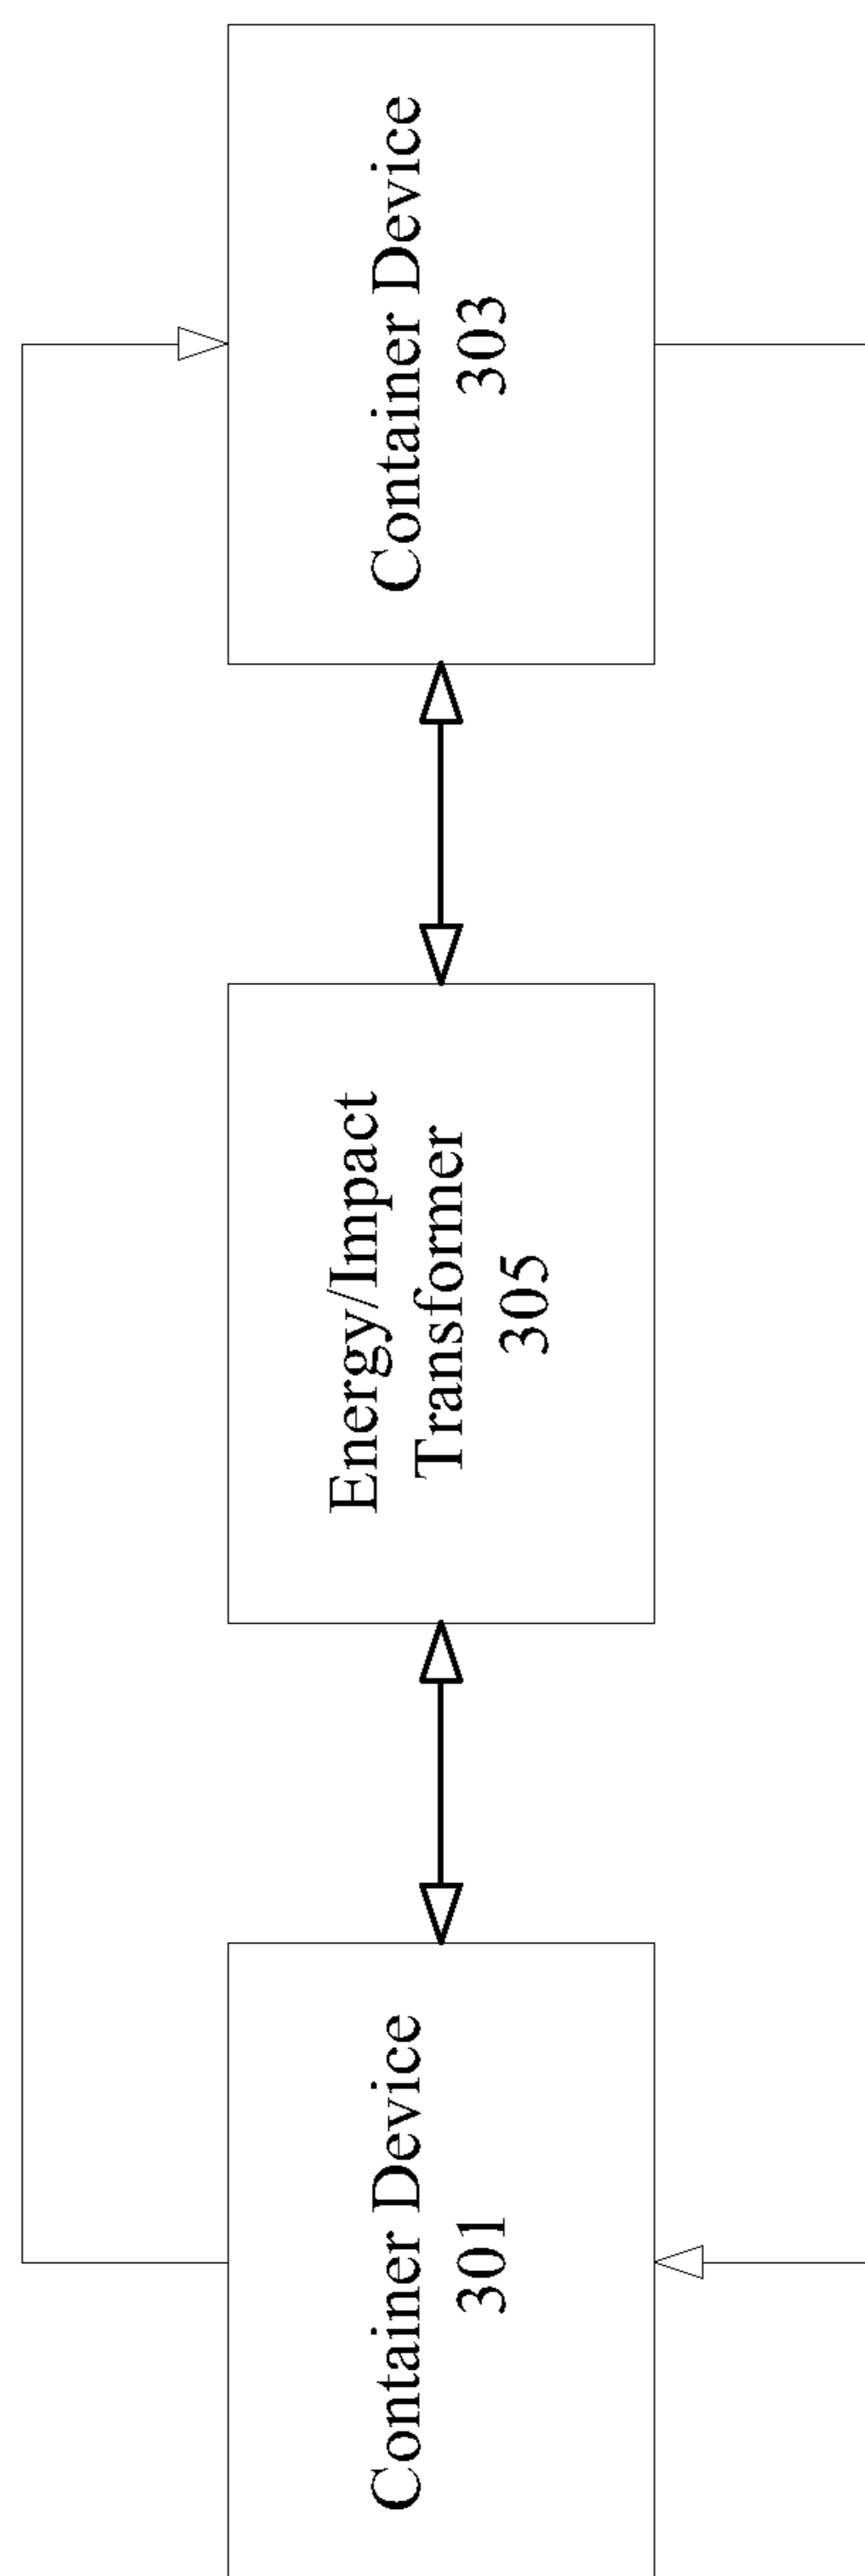 Container Device
301
Energy/Impact
Transformer
305
Container Device
303